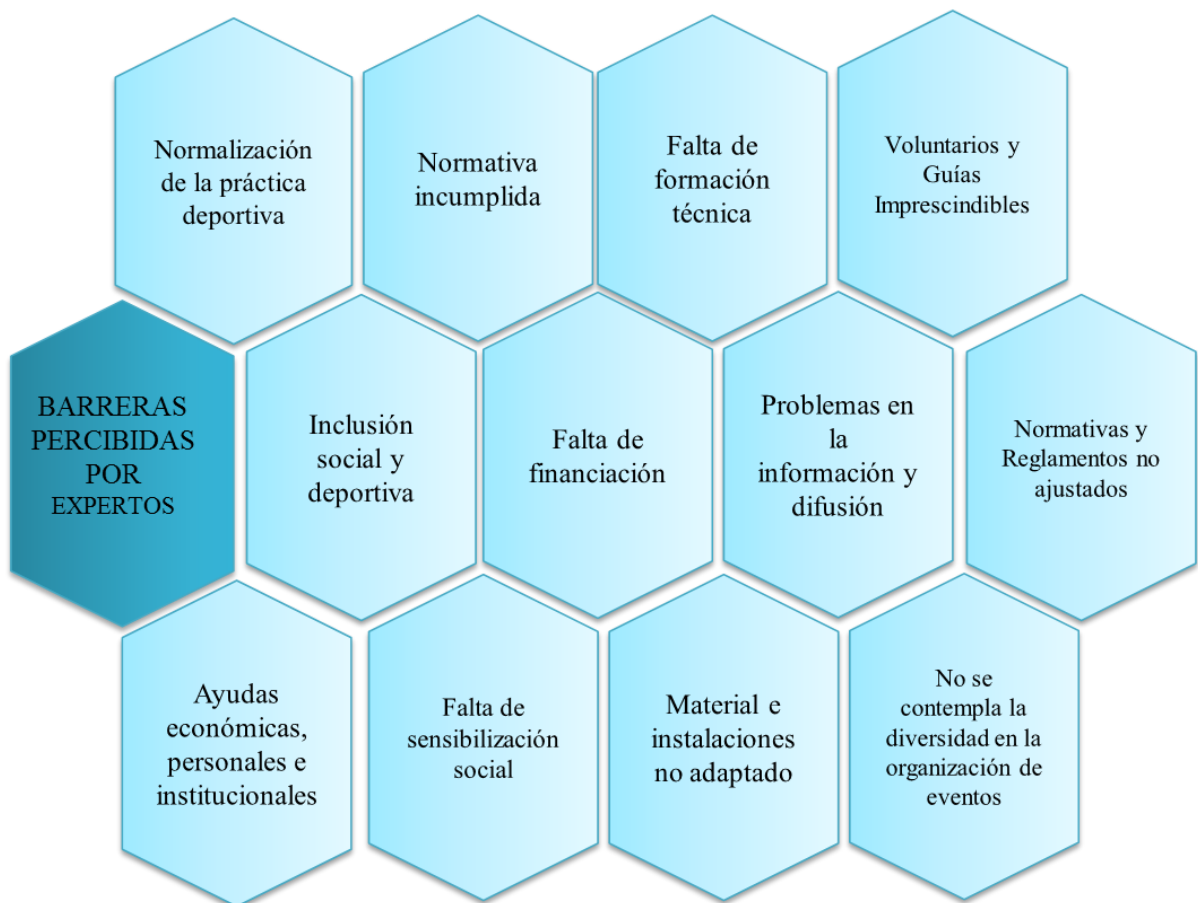 Normalización
de la práctica
deportiva
Normativa
incumplida
Falta de
formación
técnica
Voluntarios y
Guías
Imprescindibles
BARRERAS
PERCIBIDAS
POR
EXPERTOS
Inclusión
social y
deportiva
Falta de
financiación
Problemas en
la
información y
difusión
Normativas y
Reglamentos no
ajustados
Ayudas
económicas,
personales e
institucionales
Falta de
sensibilización
social
Material e
instalaciones
no adaptado
No se
contempla la
diversidad en la
organización de
eventos